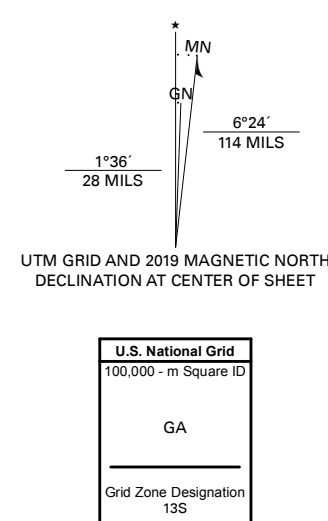 ★
MN
GN
6°24´
114 MILS
1°36´
28 MILS
UTM GRID AND 2019 MAGNETIC NORTH
DECLINATION AT CENTER OF SHEET
U.S. National Grid
100,000 - m Square ID
GA
Grid Zone Designation
13S